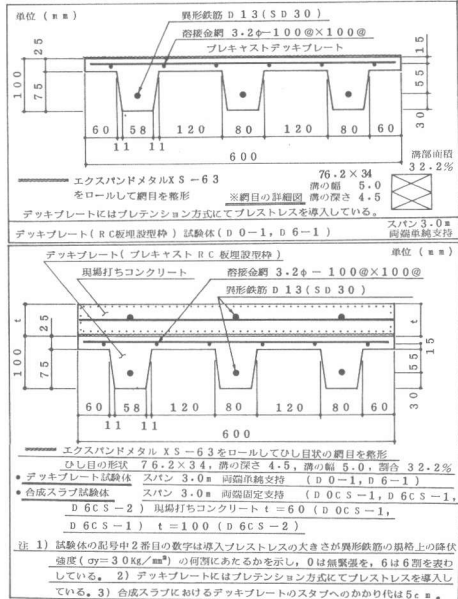 単位 (mm)
異形鉄筋 D 13(SD 30)
溶接金網 3.2φ-100@×100@
プレキャストデッキプレート
25
100
75
15
55
30
60 58 120 80 120 80 60
11 11
600
溝部面積
32.2%
エクスパンドメタルXS-63
をロールして網目を整形
76.2×34
溝の幅 5.0
※網目の詳細図 溝の深さ 4.5
デッキプレートにはプレテンション方式にてプレストレスを導入している。
デッキプレート(RC板埋設型枠) 試験体(D0-1, D6-1)
スパン3.0m
両端単純支持
デッキプレート(プレキャストRC板埋設型枠)
単位 (mm)
現場打ちコンクリート
溶接金網 3.2φ-100@×100@
異形鉄筋 D 13(SD 30)
t
25
100
75
t
15
55
30
60 58 120 80 120 80 60
11 11
600
エクスパンドメタル XS-63をロールしてひし目状の網目を整形
ひし目の形状 76.2×34, 溝の深さ 4.5, 溝の幅 5.0, 割合 32.2%
• デッキプレート試験体 スパン 3.0m 両端単純支持 (D0-1, D6-1)
• 合成スラブ試験体 スパン 3.0m 両端固定支持 (D0CS-1, D6CS-1,
D6CS-2) 現場打ちコンクリート t=60 (D0CS-1,
D6CS-1) t=100 (D6CS-2)
注 1) 試験体の記号中2番目の数字は導入プレストレスの大きさが異形鉄筋の規格上の降伏
強度(σy=30Kg/mm²)の何割にあたるかを示し,0は無緊張を,6は6割を表わ
している。 2) デッキプレートにはプレテンション方式にてプレストレスを導入し
ている。3) 合成スラブにおけるデッキプレートのスタブへのかかり代は5cm。